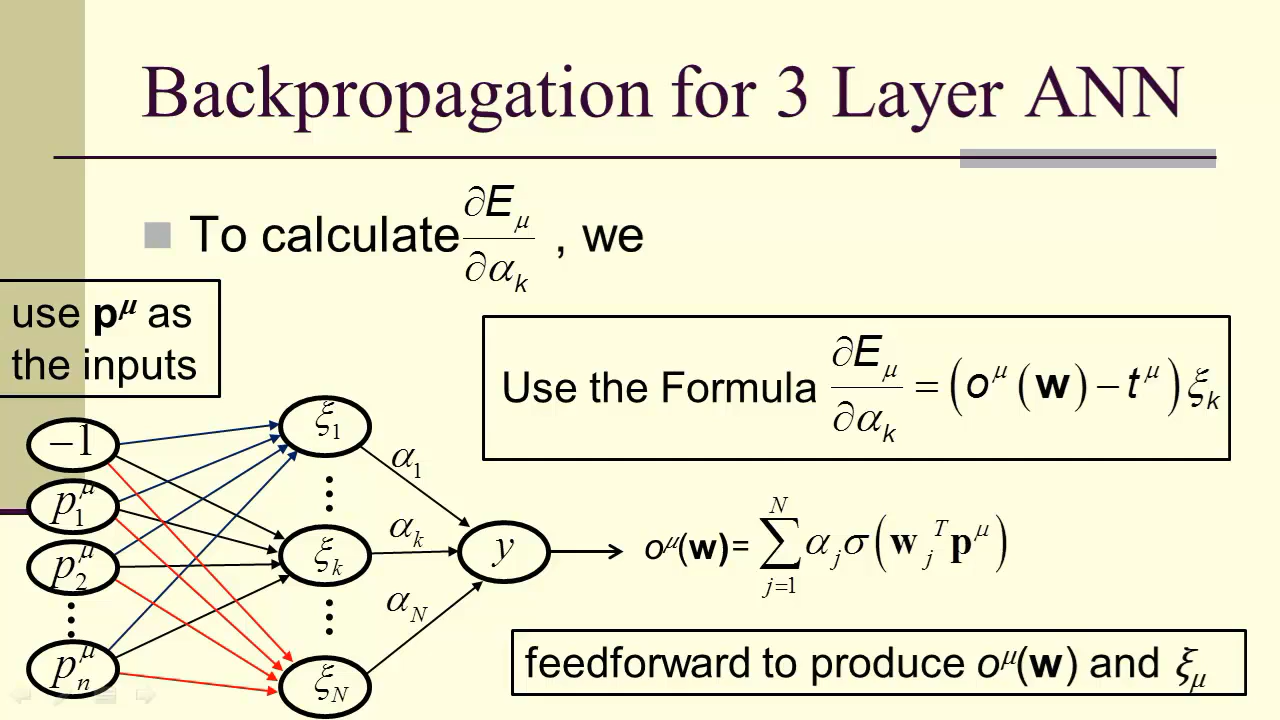 Backpropagation for 3 Layer ANN
To calculate ∂E_μ/∂α_k , we
use p^μ as
the inputs
Use the Formula ∂E_μ/∂α_k = (o^μ(w) − t^μ)ξ_k
−1
p_1^μ
p_2^μ
⋮
p_n^μ
ξ_1
⋮
ξ_k
⋮
ξ_N
α_1
α_k
α_N
y
o^μ(w)= ∑_{j=1}^{N} α_j σ(w_j^T p^μ)
feedforward to produce o^μ(w) and ξ_μ